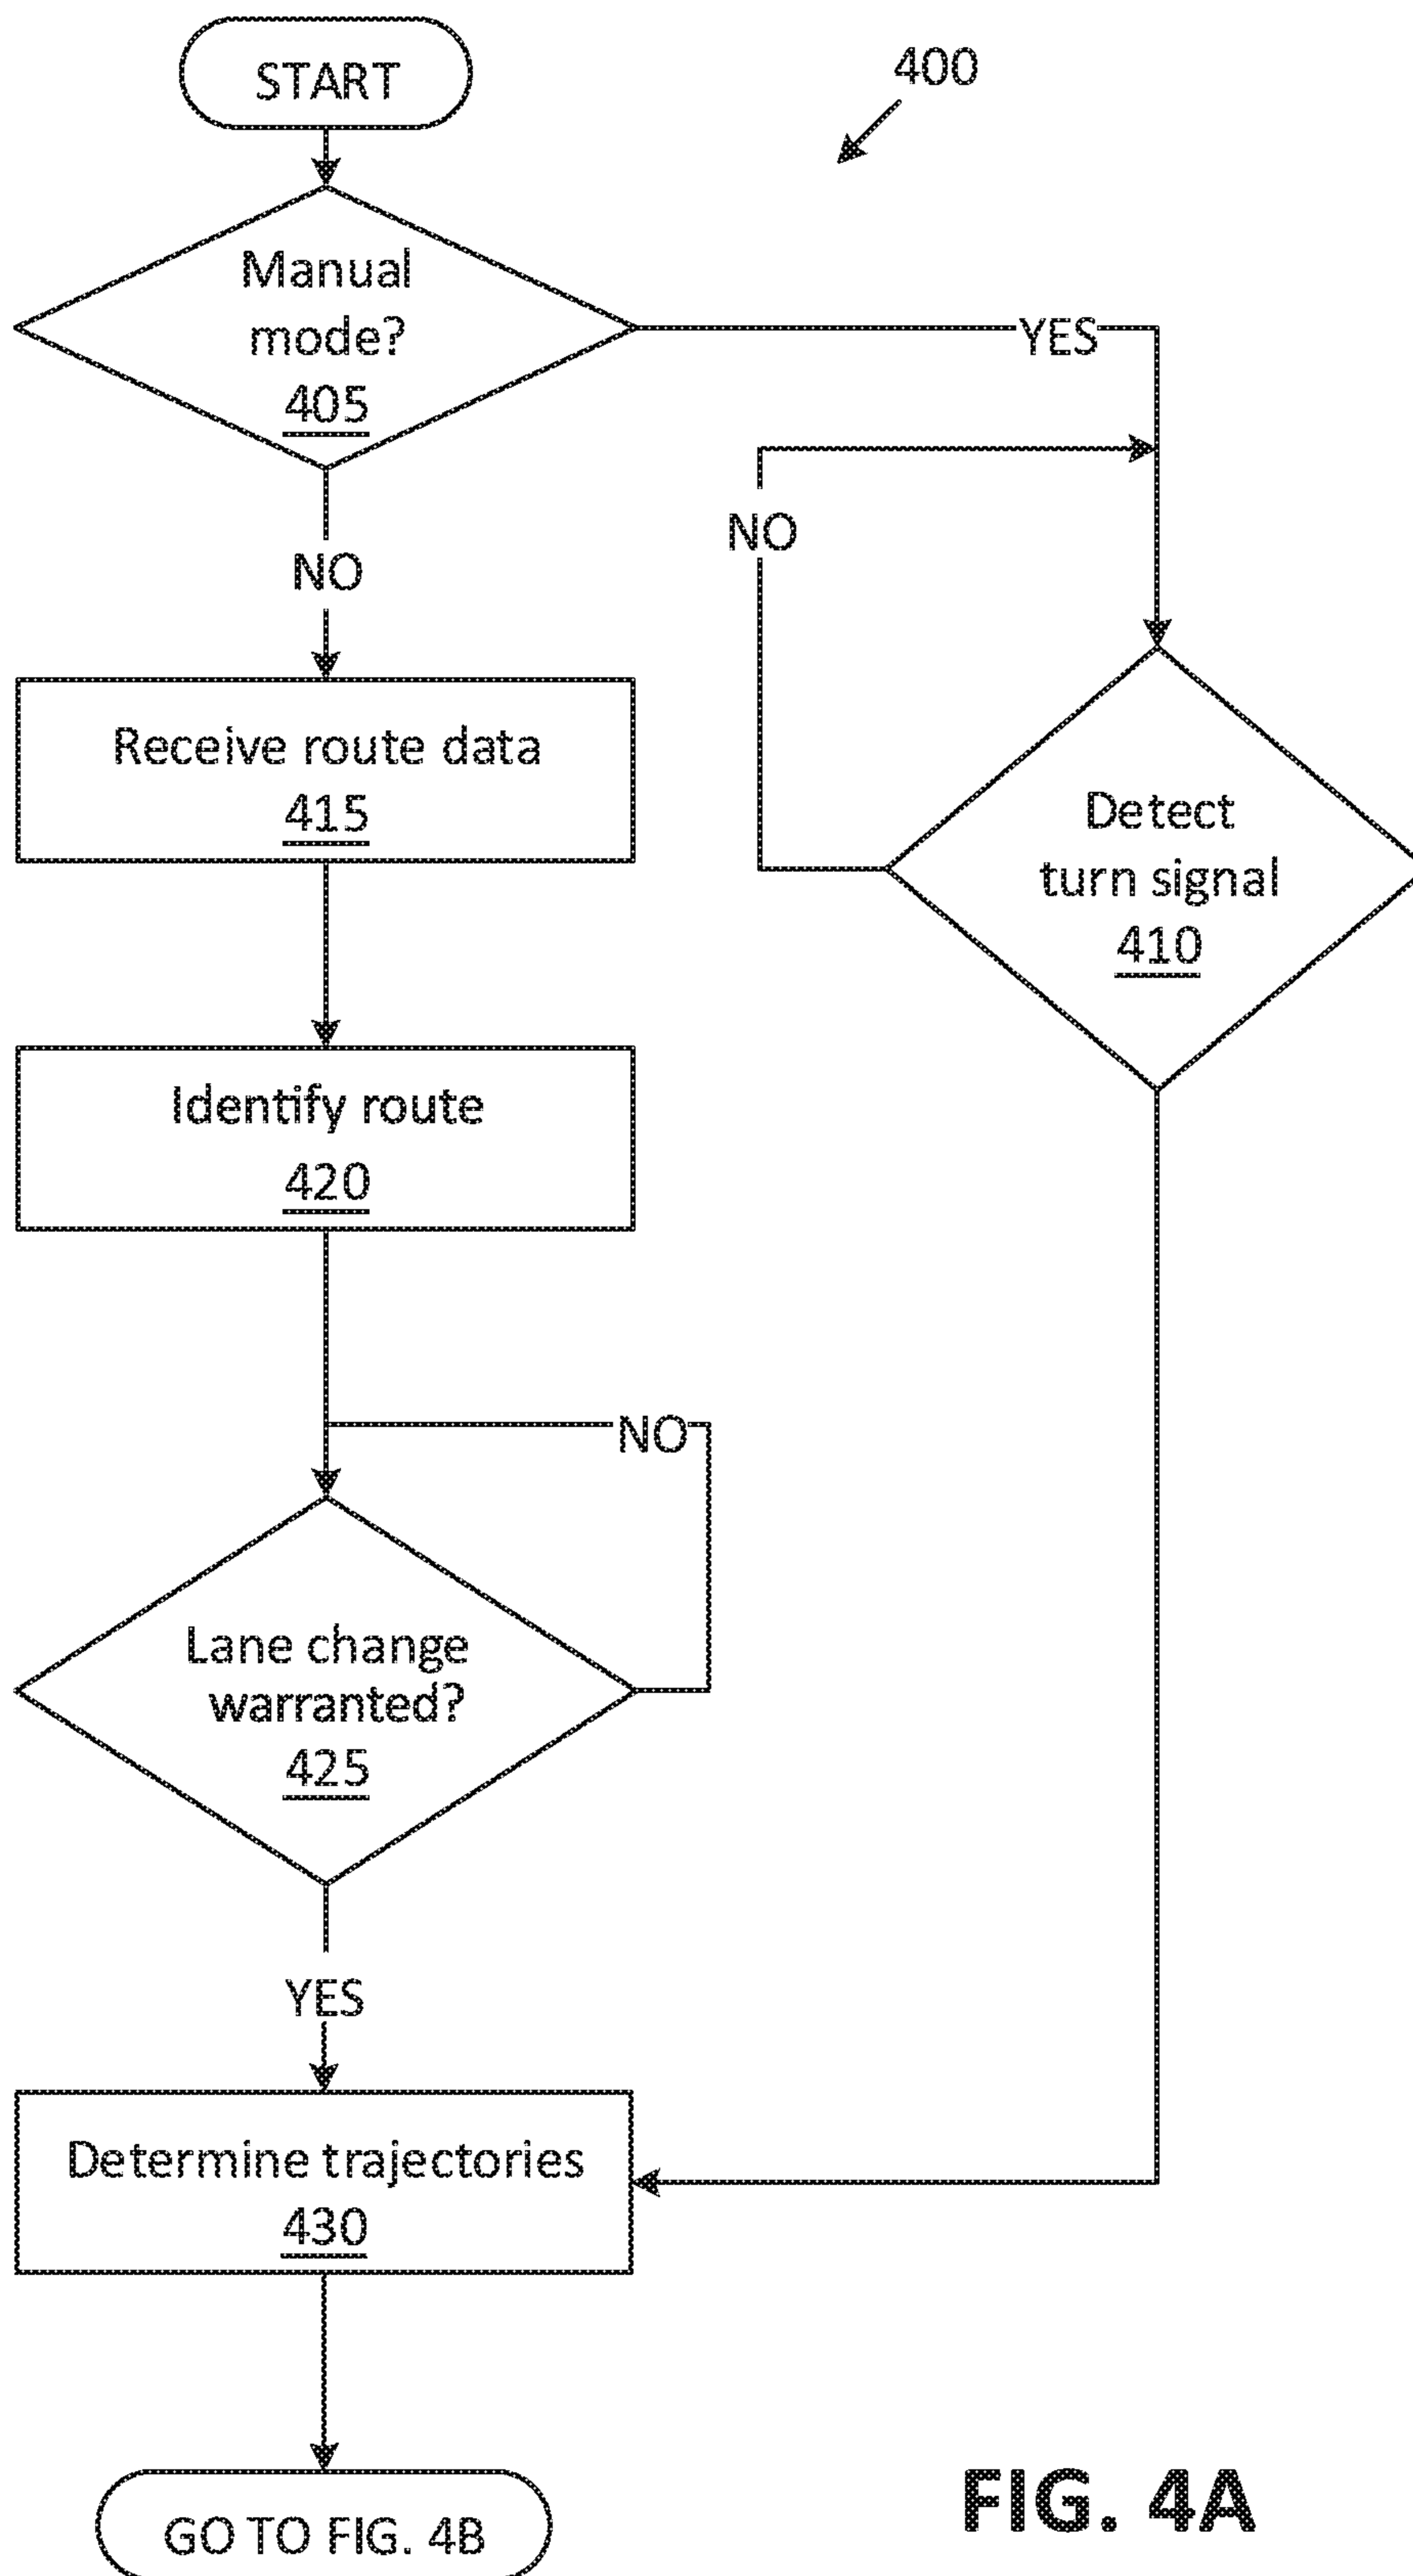 START
400
Manual
mode?
405
YES
NO
NO
Receive route data
415
Detect
turn signal
410
Identify route
420
NO
Lane change
warranted?
425
YES
Determine trajectories
430
GO TO FIG. 4B
FIG. 4A